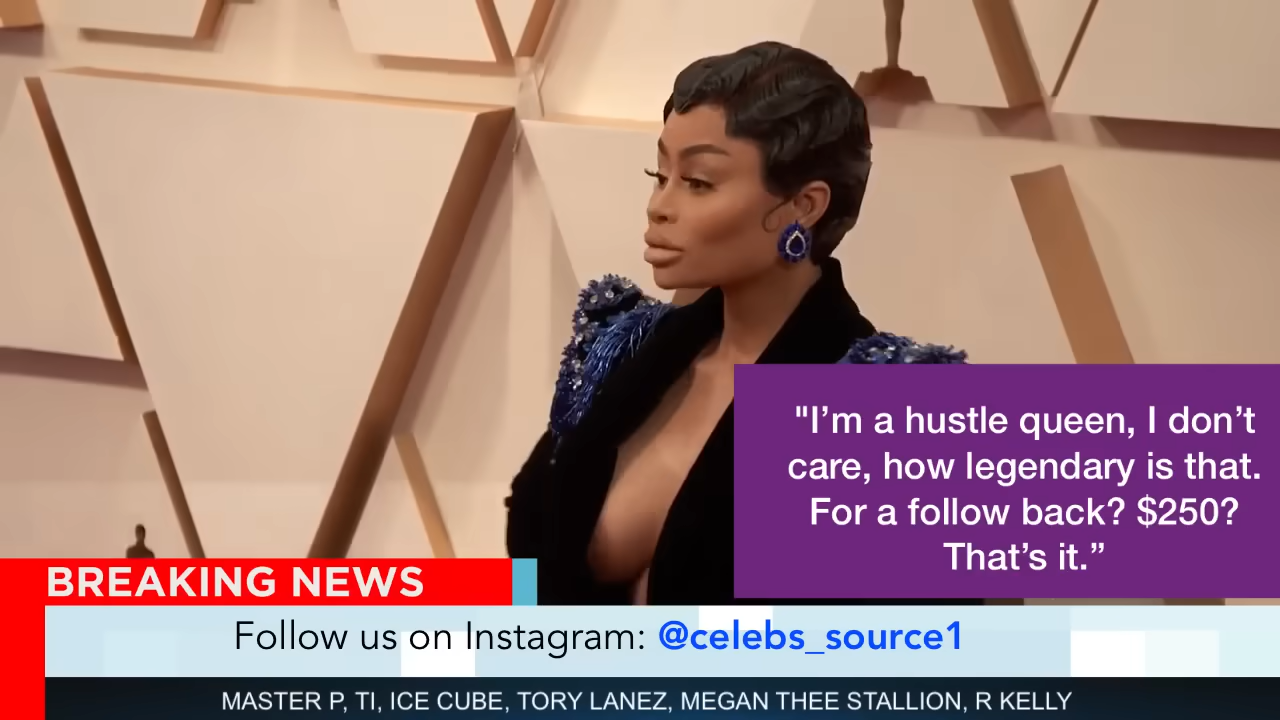 "I’m a hustle queen, I don’t
care, how legendary is that.
For a follow back? $250?
That’s it.”
BREAKING NEWS
Follow us on Instagram: @celebs_source1
MASTER P, TI, ICE CUBE, TORY LANEZ, MEGAN THEE STALLION, R KELLY